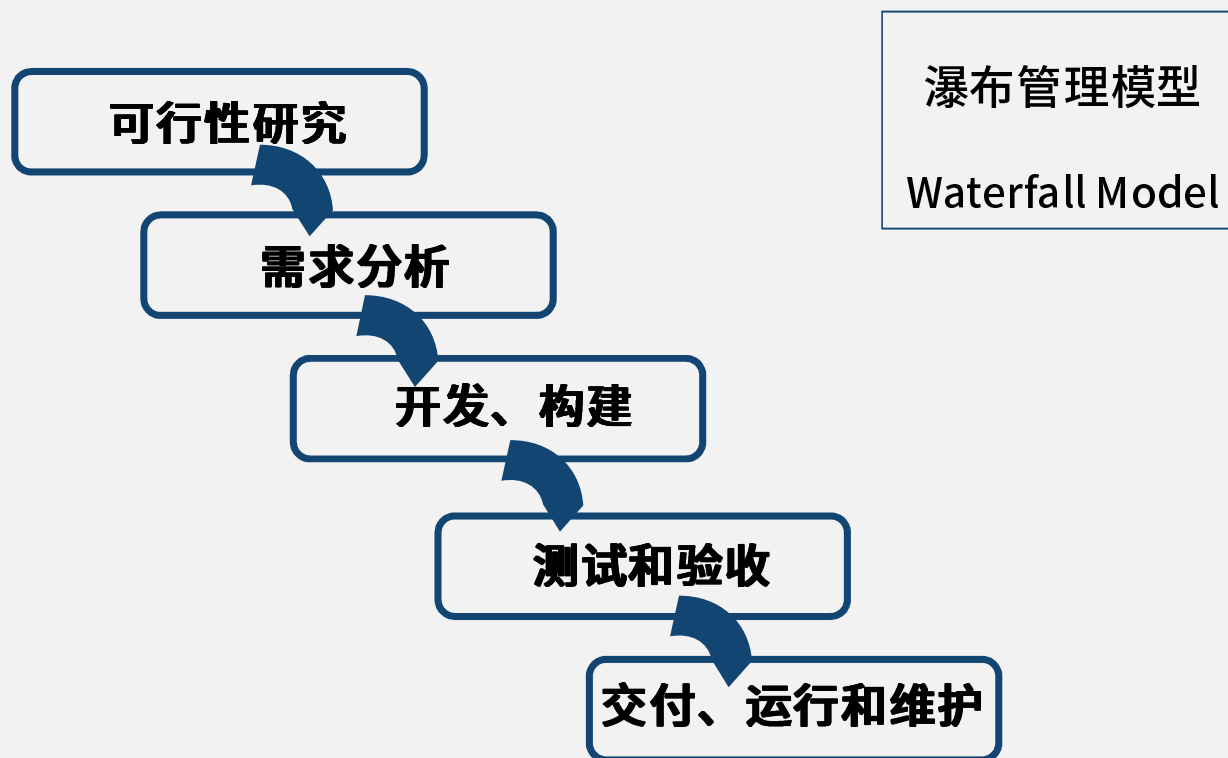 瀑布管理模型
Waterfall Model
可行性研究
需求分析
开发、构建
测试和验收
交付、运行和维护